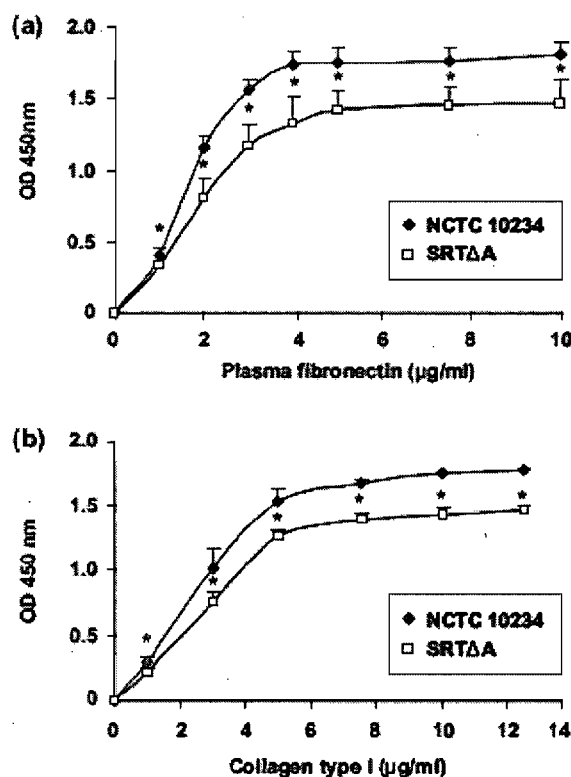 (a)
2.0
*
*
*
*
*
*
*
1.5
OD 450nm
1.0
NCTC 10234
0.5
SRTΔA
0
0 2 4 6 8 10
Plasma fibronectin (µg/ml)
(b)
2.0
*
*
*
*
*
*
1.5
OD 450 nm
1.0
NCTC 10234
0.5
SRTΔA
0
0 2 4 6 8 10 12 14
Collagen type I (µg/ml)